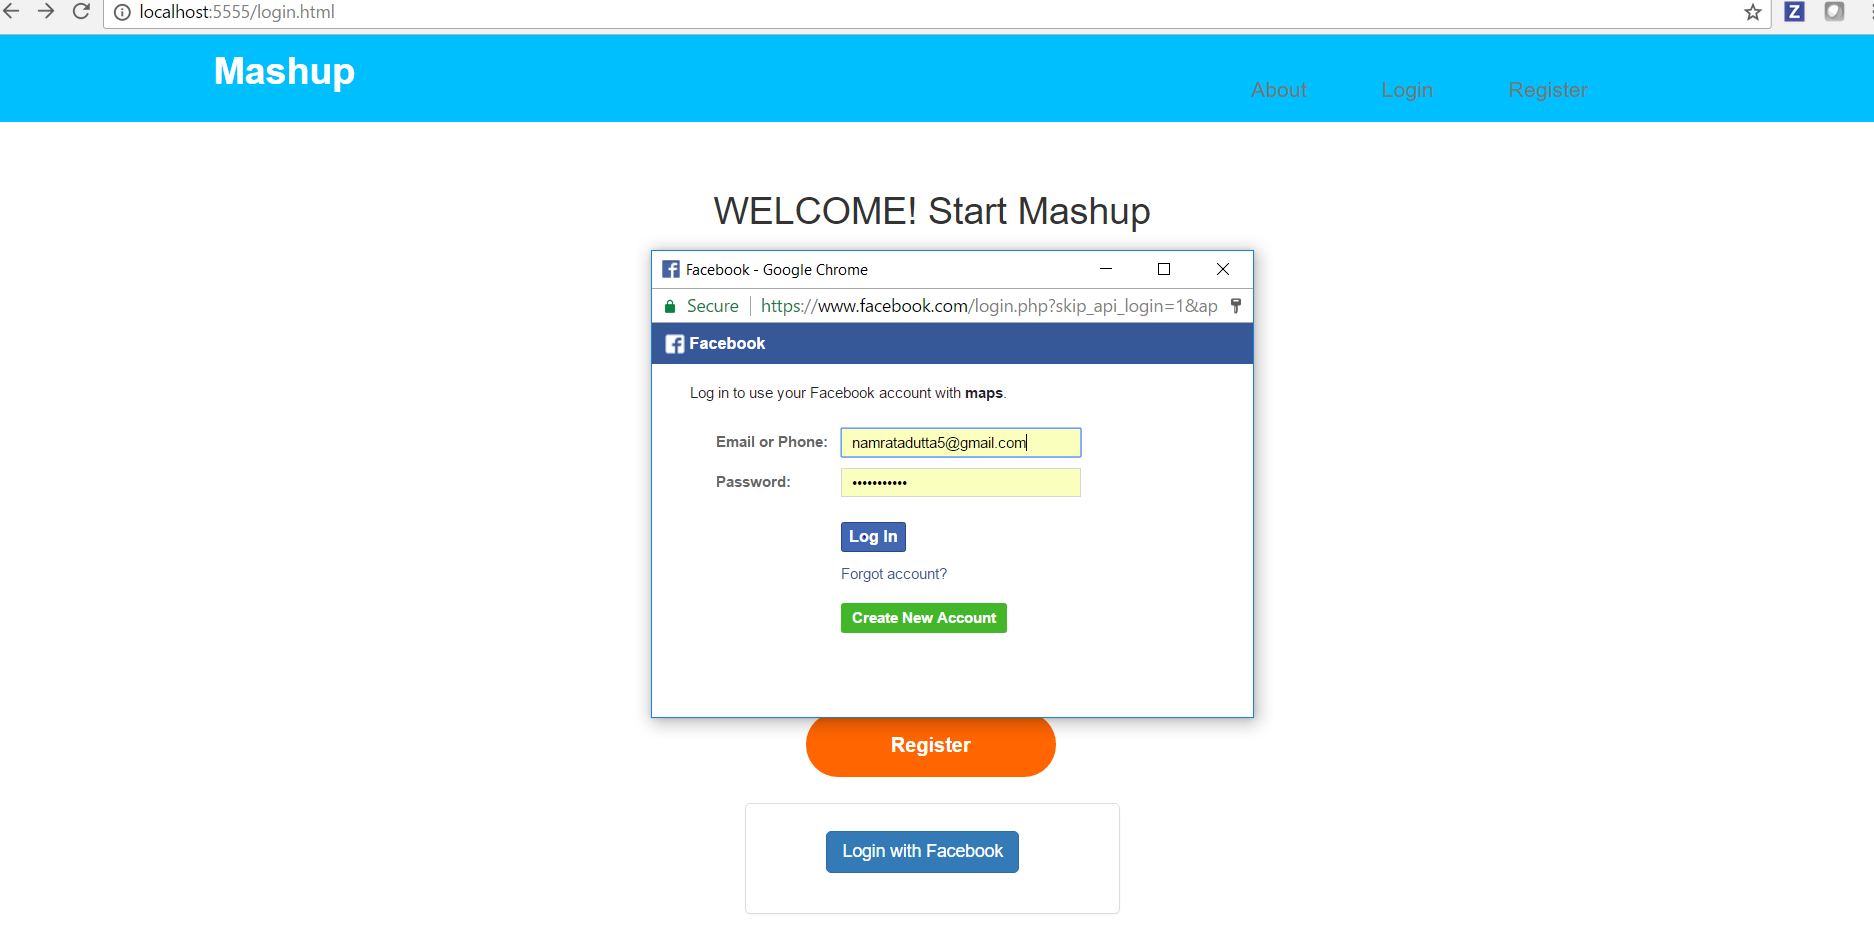 localhost:5555/login.html
Z
Mashup
About Login Register
WELCOME! Start Mashup
Facebook - Google Chrome
Secure https://www.facebook.com/login.php?skip_api_login=1&ap
Facebook
Log in to use your Facebook account with maps.
Email or Phone: namratadutta5@gmail.com
Password: •••••••••••
Log In
Forgot account?
Create New Account
Register
Login with Facebook